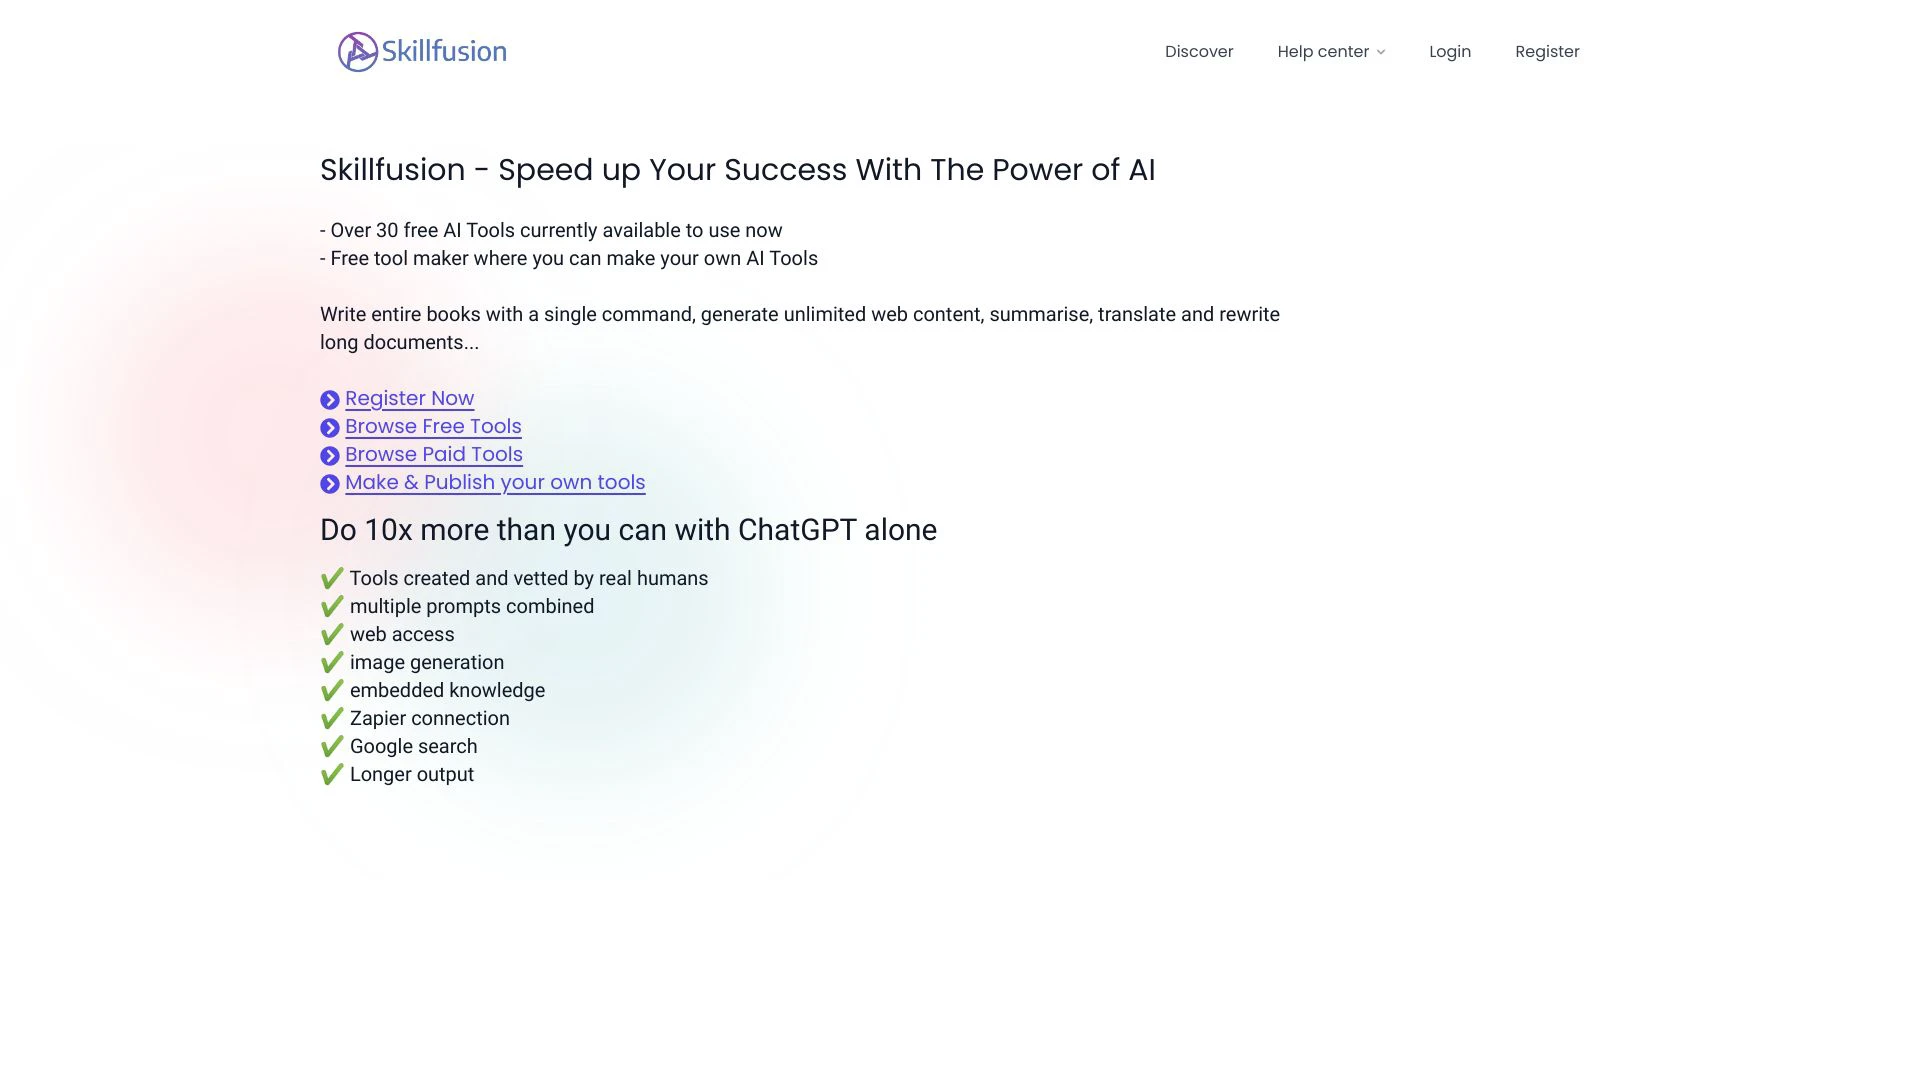 Skillfusion
Discover
Help center
Login
Register
Skillfusion - Speed up Your Success With The Power of AI
- Over 30 free AI Tools currently available to use now
- Free tool maker where you can make your own AI Tools
Write entire books with a single command, generate unlimited web content, summarise, translate and rewrite
long documents...
Register Now
Browse Free Tools
Browse Paid Tools
Make & Publish your own tools
Do 10x more than you can with ChatGPT alone
✔ Tools created and vetted by real humans
✔ multiple prompts combined
✔ web access
✔ image generation
✔ embedded knowledge
✔ Zapier connection
✔ Google search
✔ Longer output